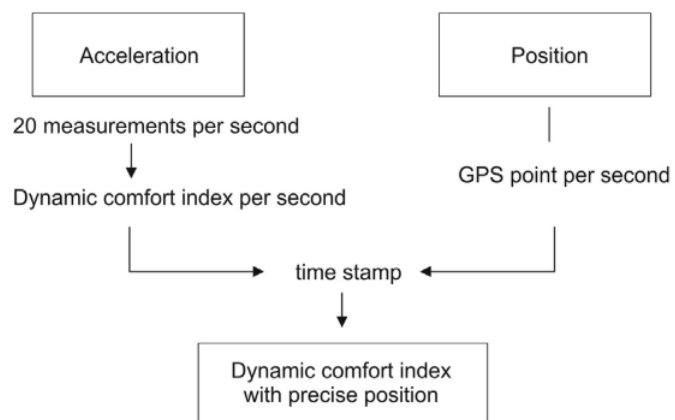 Acceleration
Position
20 measurements per second
GPS point per second
Dynamic comfort index per second
time stamp
Dynamic comfort index
with precise position